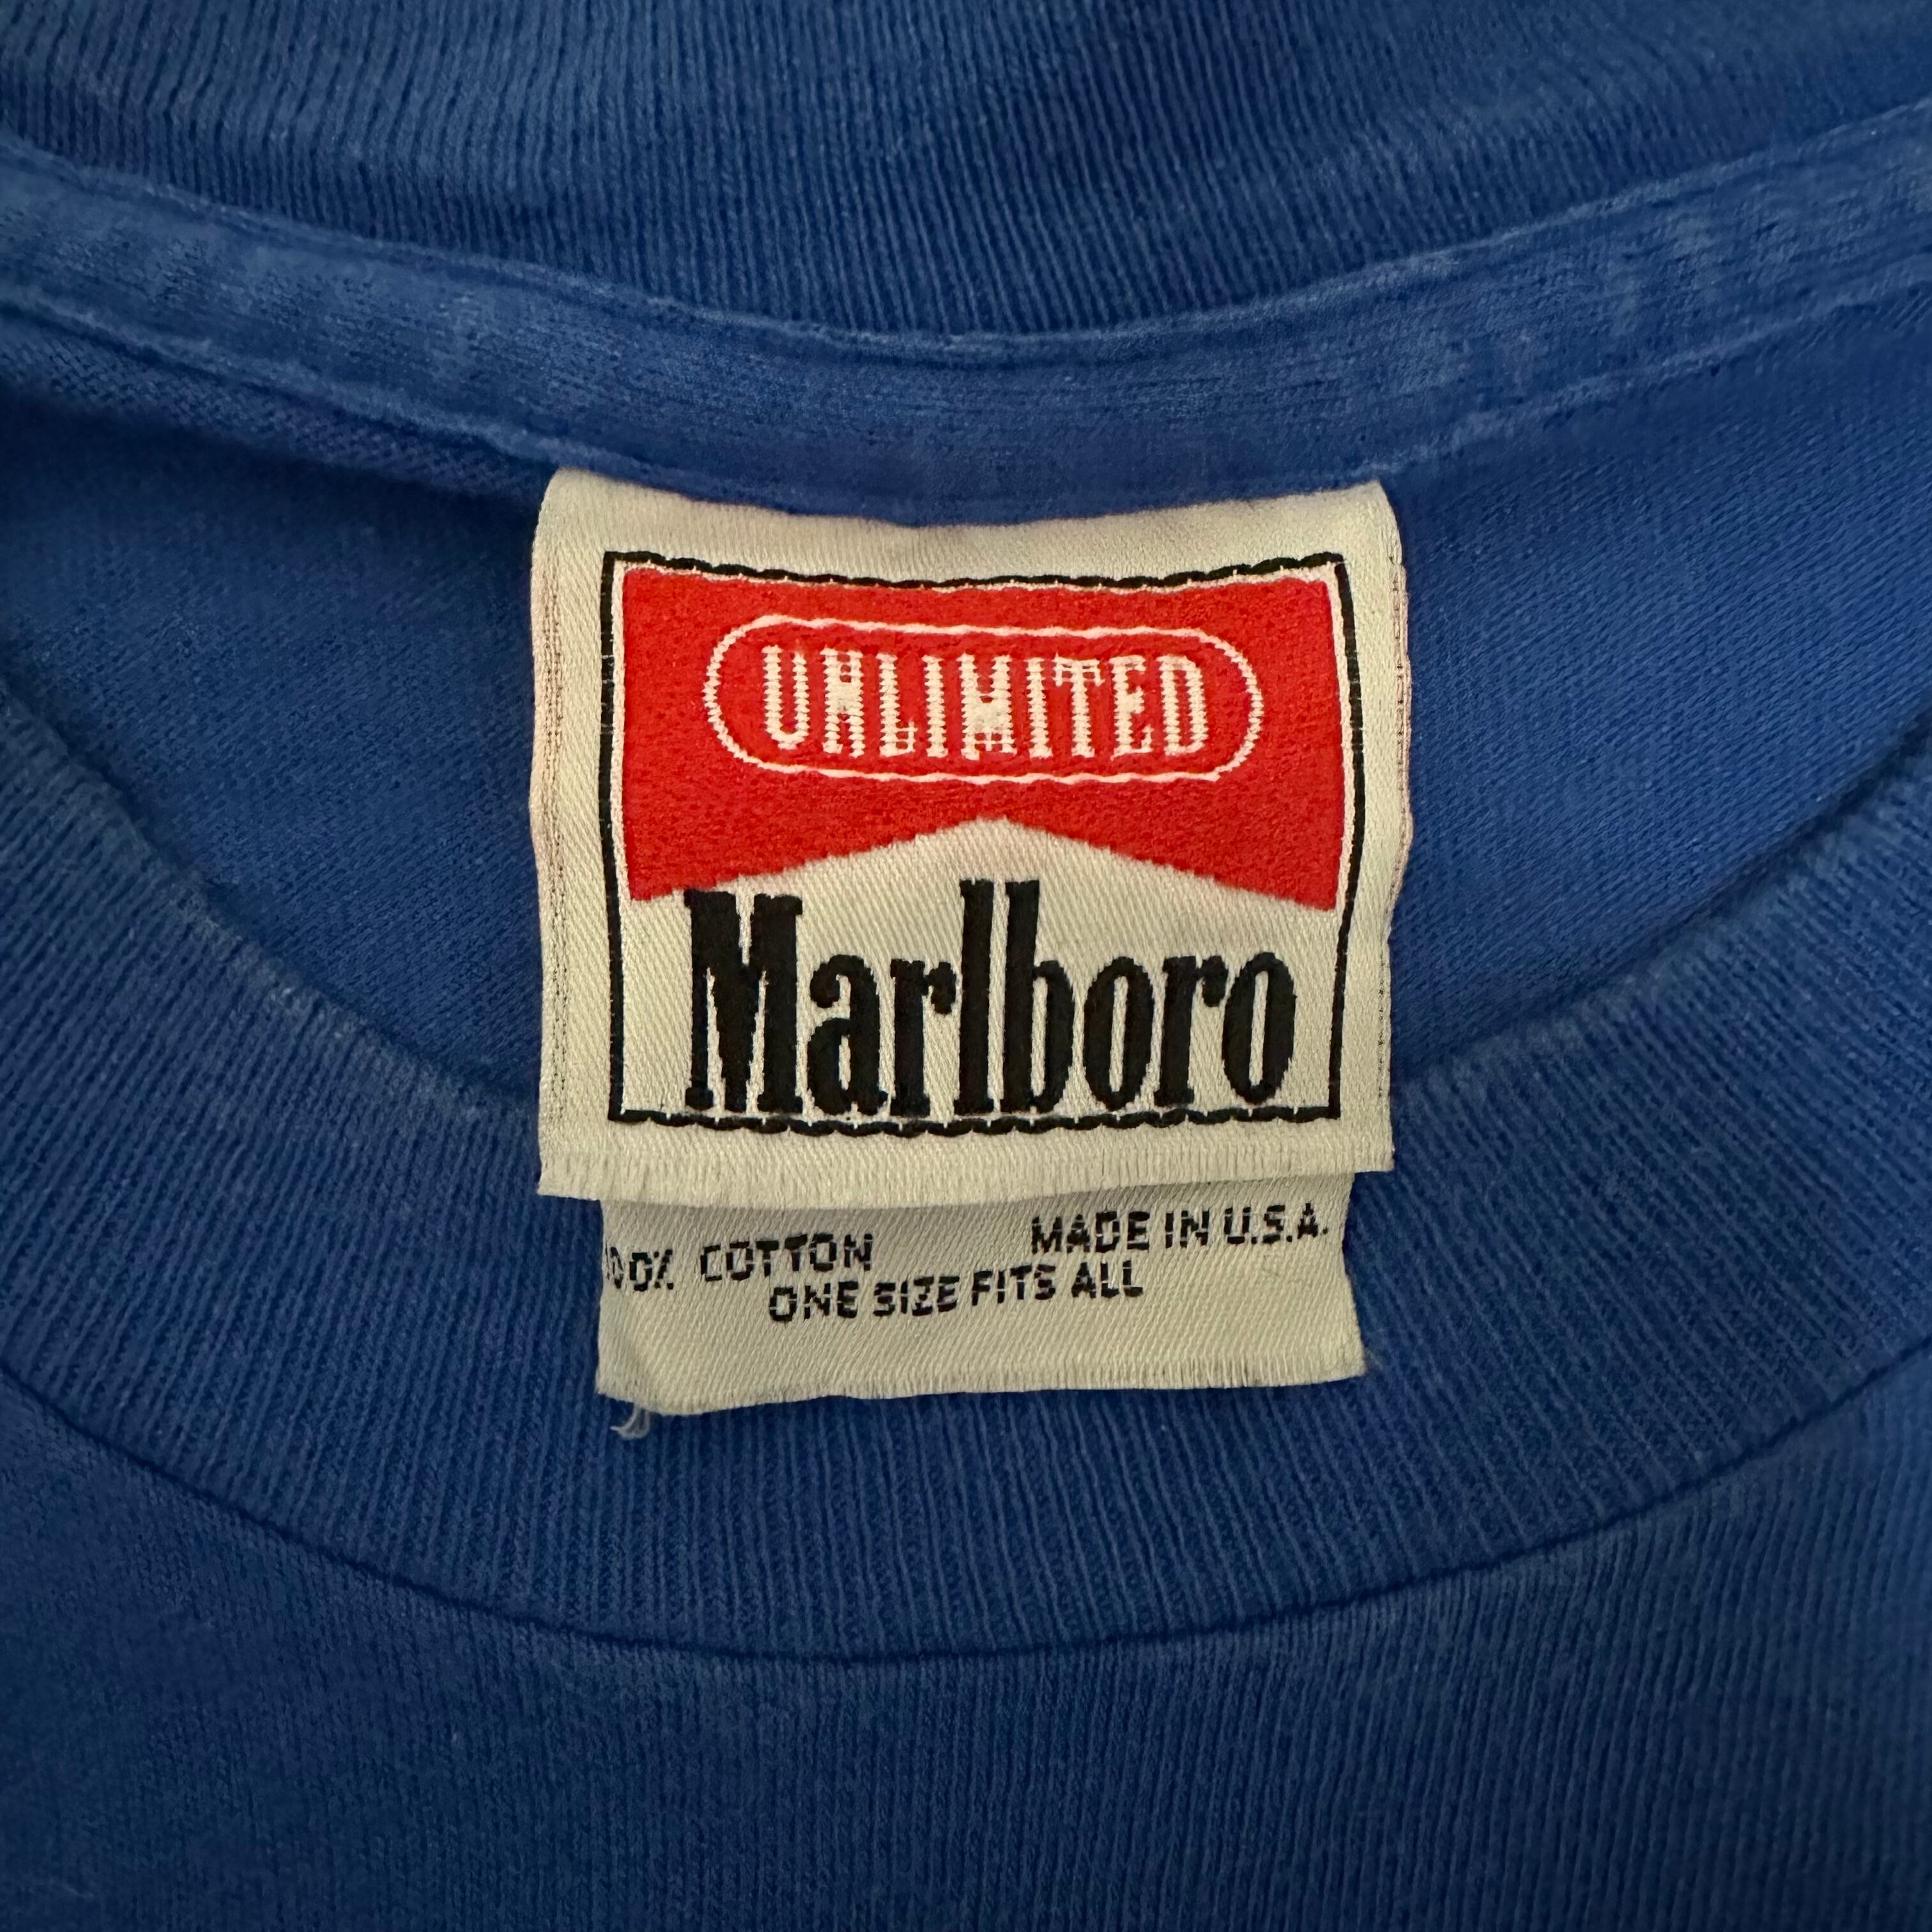 UNLIMITED
Marlboro
00% COTTON MADE IN U.S.A.
ONE SIZE FITS ALL